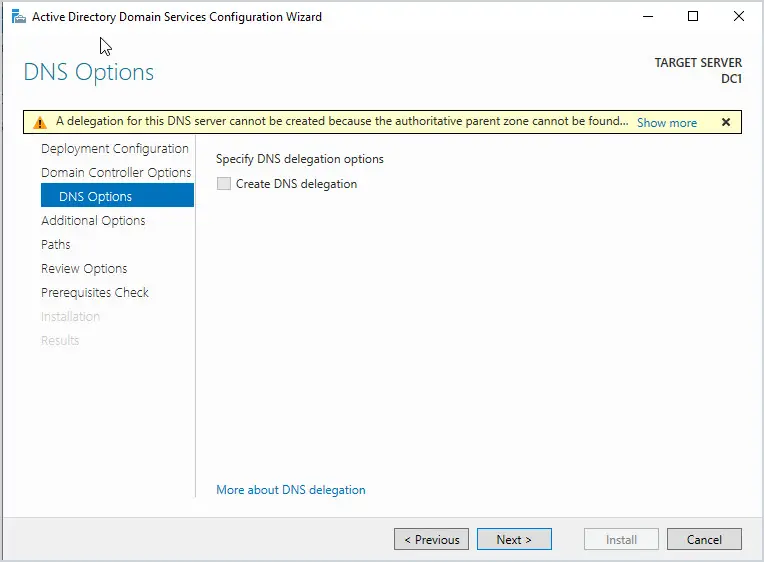 Active Directory Domain Services Configuration Wizard
DNS Options
TARGET SERVER
DC1
A delegation for this DNS server cannot be created because the authoritative parent zone cannot be found... Show more
Deployment Configuration
Domain Controller Options
DNS Options
Additional Options
Paths
Review Options
Prerequisites Check
Installation
Results
Specify DNS delegation options
Create DNS delegation
More about DNS delegation
< Previous Next > Install Cancel